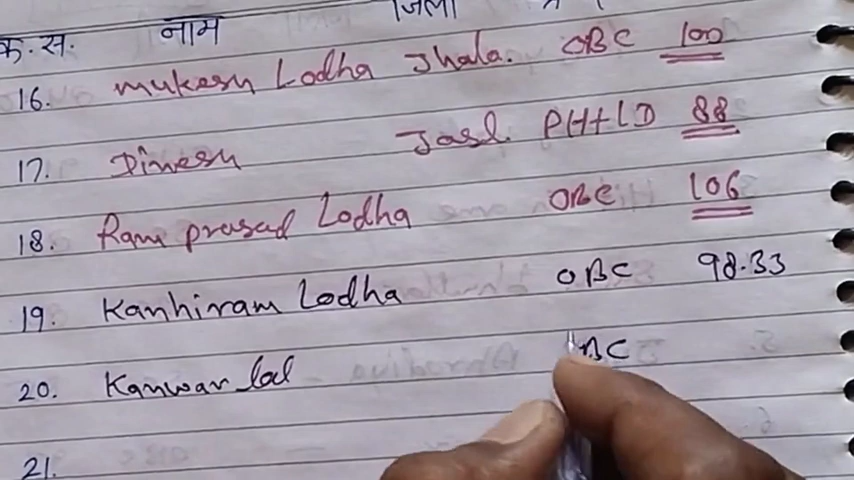 क्र.स. नाम जिला
16. Mukesh Lodha Jhala. OBC 100
17. Dinesh Jasl. PH+LD 88
18. Ram prasad Lodha OBC 106
19. Kanhiram Lodha OBC 98.33
20. Kanwar lal OBC
21.